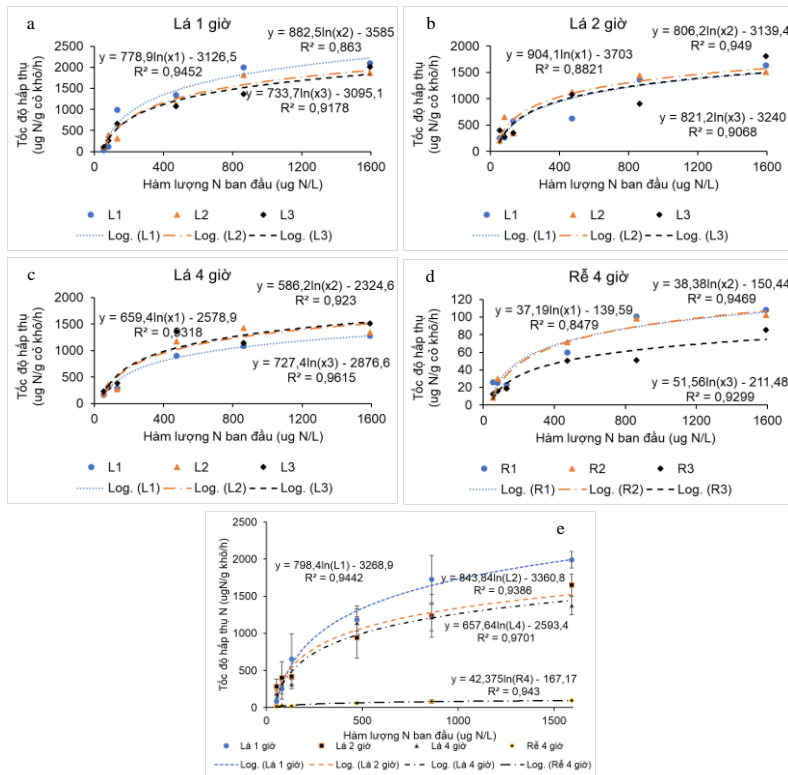 a
Lá 1 giờ
y = 882,5ln(x2) - 3585
R² = 0,863
y = 778,9ln(x1) - 3126,5
R² = 0,9452
733,7ln(x3) - 3095,1
R² = 0,9178
Tốc độ hấp thụ
(ug N/g cỏ khô/h)
2500
2000
1500
1000
500
0
0 400 800 1200 1600
Hàm lượng N ban đầu (ug N/L)
L1 L2 L3
Log. (L1) Log. (L2) Log. (L3)
b
Lá 2 giờ
y = 806,2ln(x2) - 3139,4
R² = 0,949
y = 904,1ln(x1) - 3703
R² = 0,8821
y = 821,2ln(x3) - 3240
R² = 0,9068
Tốc độ hấp thụ
(ug N/g cỏ khô/h)
2000
1500
1000
500
0
0 400 800 1200 1600
Hàm lượng N ban đầu (ug N/L)
L1 L2 L3
Log. (L1) Log. (L2) Log. (L3)
c
Lá 4 giờ
y = 586,2ln(x2) - 2324,6
R² = 0,923
y = 659,4ln(x1) - 2578,9
R² = 0,9318
y = 727,4ln(x3) - 2876,6
R² = 0,9615
Tốc độ hấp thụ
(ug N/g cỏ khô/h)
2000
1500
1000
500
0
0 400 800 1200 1600
Hàm lượng N ban đầu (ug N/L)
L1 L2 L3
Log. (L1) Log. (L2) Log. (L3)
d
Rễ 4 giờ
y = 38,38ln(x2) - 150,44
R² = 0,9469
y = 37,19ln(x1) - 139,59
R² = 0,8479
y = 51,56ln(x3) - 211,48
R² = 0,9299
Tốc độ hấp thụ
(ug N/g cỏ khô/h)
120
100
80
60
40
20
0
0 400 800 1200 1600
Hàm lượng N ban đầu (ug N/L)
R1 R2 R3
Log. (R1) Log. (R2) Log. (R3)
e
y = 798,4ln(L1) - 3268,9
R² = 0,9442
y = 843,84ln(L2) - 3360,8
R² = 0,9386
y = 657,64ln(L4) - 2593,4
R² = 0,9701
y = 42,375ln(R4) - 167,17
R² = 0,943
Tốc độ hấp thụ N (ugN/g cỏ khô/h)
2500
2000
1500
1000
500
0
0 500 1000 1500
Hàm lượng N ban đầu (ug N/L)
Lá 1 giờ Lá 2 giờ Lá 4 giờ Rễ 4 giờ
Log. (Lá 1 giờ) Log. (Lá 2 giờ) Log. (Lá 4 giờ) Log. (Rễ 4 giờ)